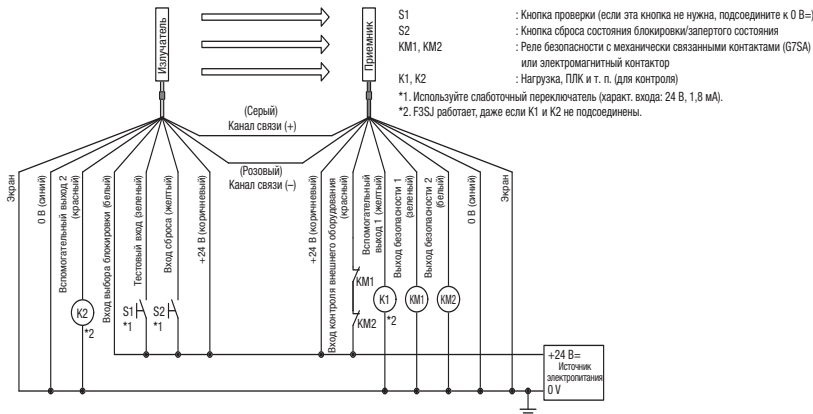 Излучатель
Приемник
S1 : Кнопка проверки (если эта кнопка не нужна, подсоедините к 0 В=)
S2 : Кнопка сброса состояния блокировки/запертого состояния
KM1, KM2 : Реле безопасности с механически связанными контактами (G7SA)
или электромагнитный контактор
K1, K2 : Нагрузка, ПЛК и т. п. (для контроля)
*1. Используйте слаботочный переключатель (характ. входа: 24 В, 1,8 мА).
*2. F3SJ работает, даже если K1 и K2 не подсоединены.
(Серый)
Канал связи (+)
(Розовый)
Канал связи (–)
Экран
0 В (синий)
Вспомогательный выход 2
(красный)
Вход выбора блокировки (белый)
Тестовый вход (зеленый)
Вход сброса (желтый)
+24 В (коричневый)
+24 В (коричневый)
Вход контроля внешнего оборудования
(красный)
Вспомогательный
выход 1 (желтый)
Выход безопасности 1
(зеленый)
Выход безопасности 2
(белый)
0 В (синий)
Экран
K2
*2
S1
*1
S2
*1
KM1
KM2
K1
*2
KM1
KM2
+24 В=
Источник
электропитания
0 V